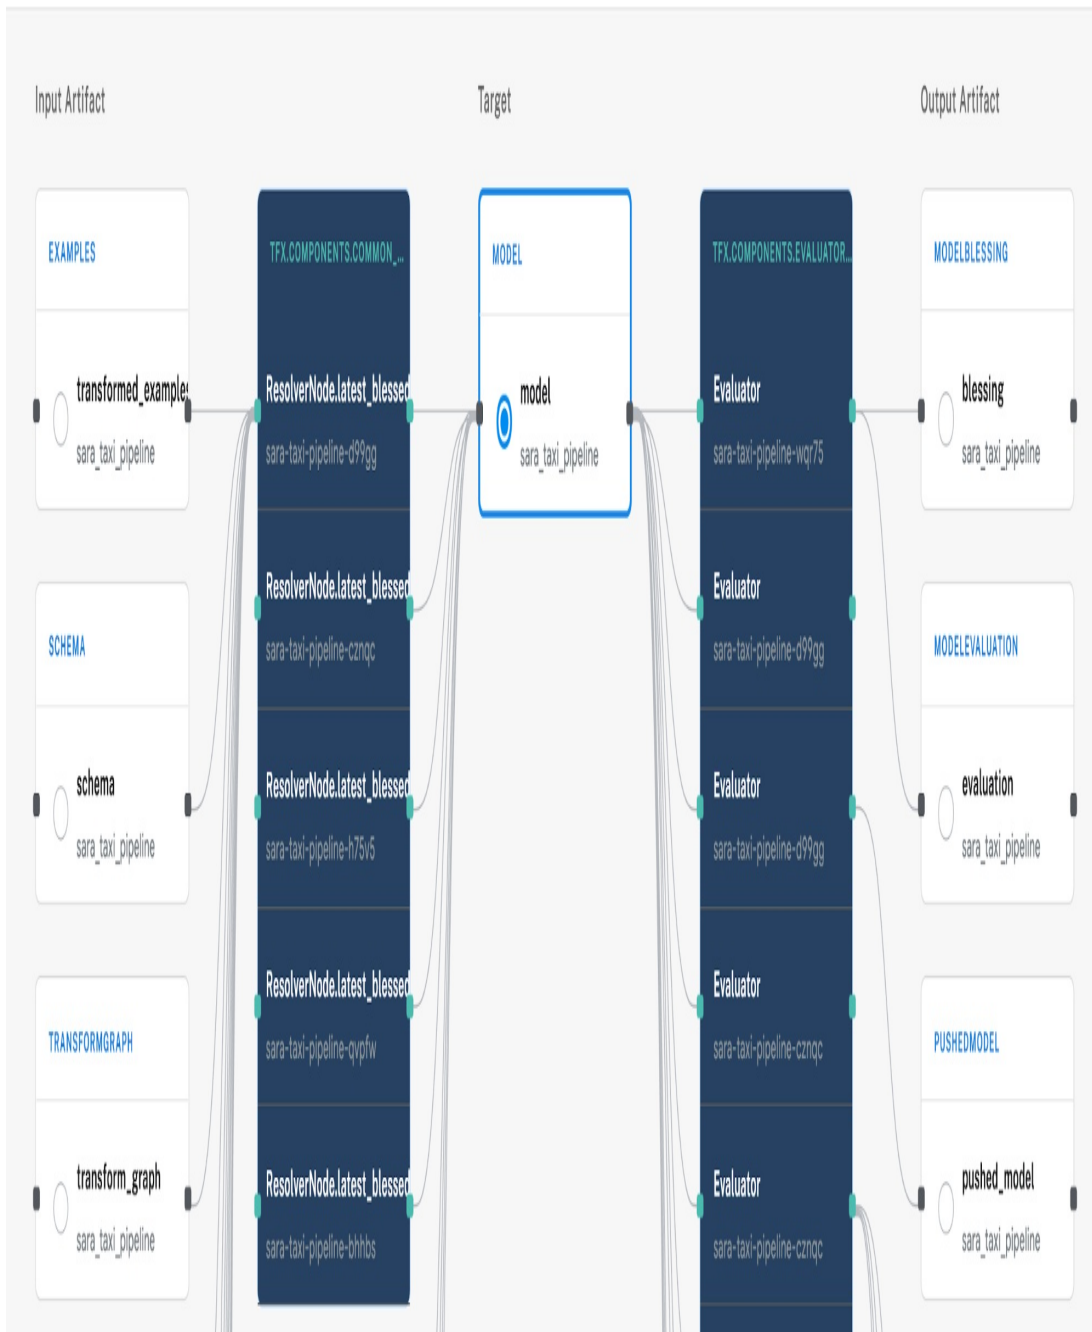 Input Artifact
Target
Output Artifact
EXAMPLES
transformed_examples
sara_taxi_pipeline
SCHEMA
schema
sara_taxi_pipeline
TRANSFORMGRAPH
transform_graph
sara_taxi_pipeline
TFX.COMPONENTS.COMMON_...
ResolverNode.latest_blessed
sara-taxi-pipeline-d99gg
ResolverNode.latest_blessed
sara-taxi-pipeline-cznqc
ResolverNode.latest_blessed
sara-taxi-pipeline-h75v5
ResolverNode.latest_blessed
sara-taxi-pipeline-qvpfw
ResolverNode.latest_blessed
sara-taxi-pipeline-bhhbs
MODEL
model
sara_taxi_pipeline
TFX.COMPONENTS.EVALUATOR...
Evaluator
sara-taxi-pipeline-wqr75
Evaluator
sara-taxi-pipeline-d99gg
Evaluator
sara-taxi-pipeline-d99gg
Evaluator
sara-taxi-pipeline-cznqc
Evaluator
sara-taxi-pipeline-cznqc
MODELBLESSING
blessing
sara_taxi_pipeline
MODELEVALUATION
evaluation
sara_taxi_pipeline
PUSHEDMODEL
pushed_model
sara_taxi_pipeline